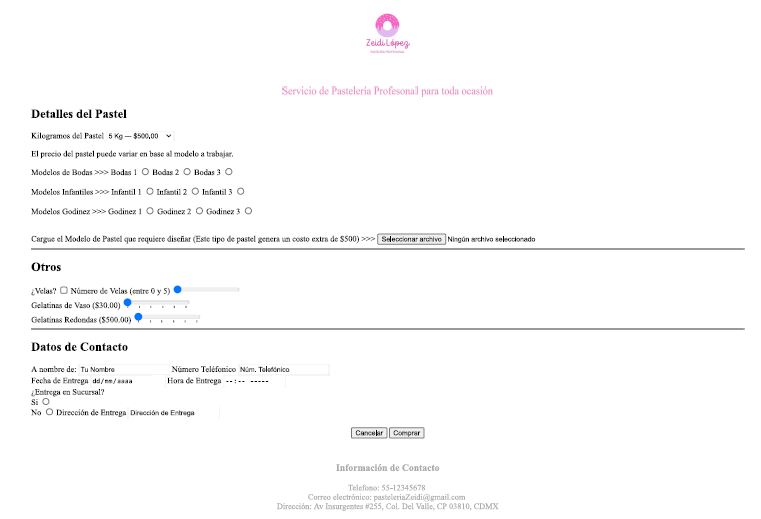 Zeidi López
Servicio de Pastelería Profesional para toda ocasión
Detalles del Pastel
Kilogramos del Pastel 5 Kg — $500,00
El precio del pastel puede variar en base al modelo a trabajar.
Modelos de Bodas >>> Bodas 1 Bodas 2 Bodas 3
Modelos Infantiles >>> Infantil 1 Infantil 2 Infantil 3
Modelos Godinez >>> Godinez 1 Godinez 2 Godinez 3
Cargue el Modelo de Pastel que requiere diseñar (Este tipo de pastel genera un costo extra de $500) >>> Seleccionar archivo Ningún archivo seleccionado
Otros
¿Velas? Número de Velas (entre 0 y 5)
Gelatinas de Vaso ($30.00)
Gelatinas Redondas ($500.00)
Datos de Contacto
A nombre de: Tu Nombre Número Teléfonico Núm. Telefónico
Fecha de Entrega dd/mm/aaaa Hora de Entrega --:-- -----
¿Entrega en Sucursal?
Si
No Dirección de Entrega Dirección de Entrega
Cancelar Comprar
Información de Contacto
Telefono: 55-12345678
Correo electrónico: pasteleriaZeidi@gmail.com
Dirección: Av Insurgentes #255, Col. Del Valle, CP 03810, CDMX